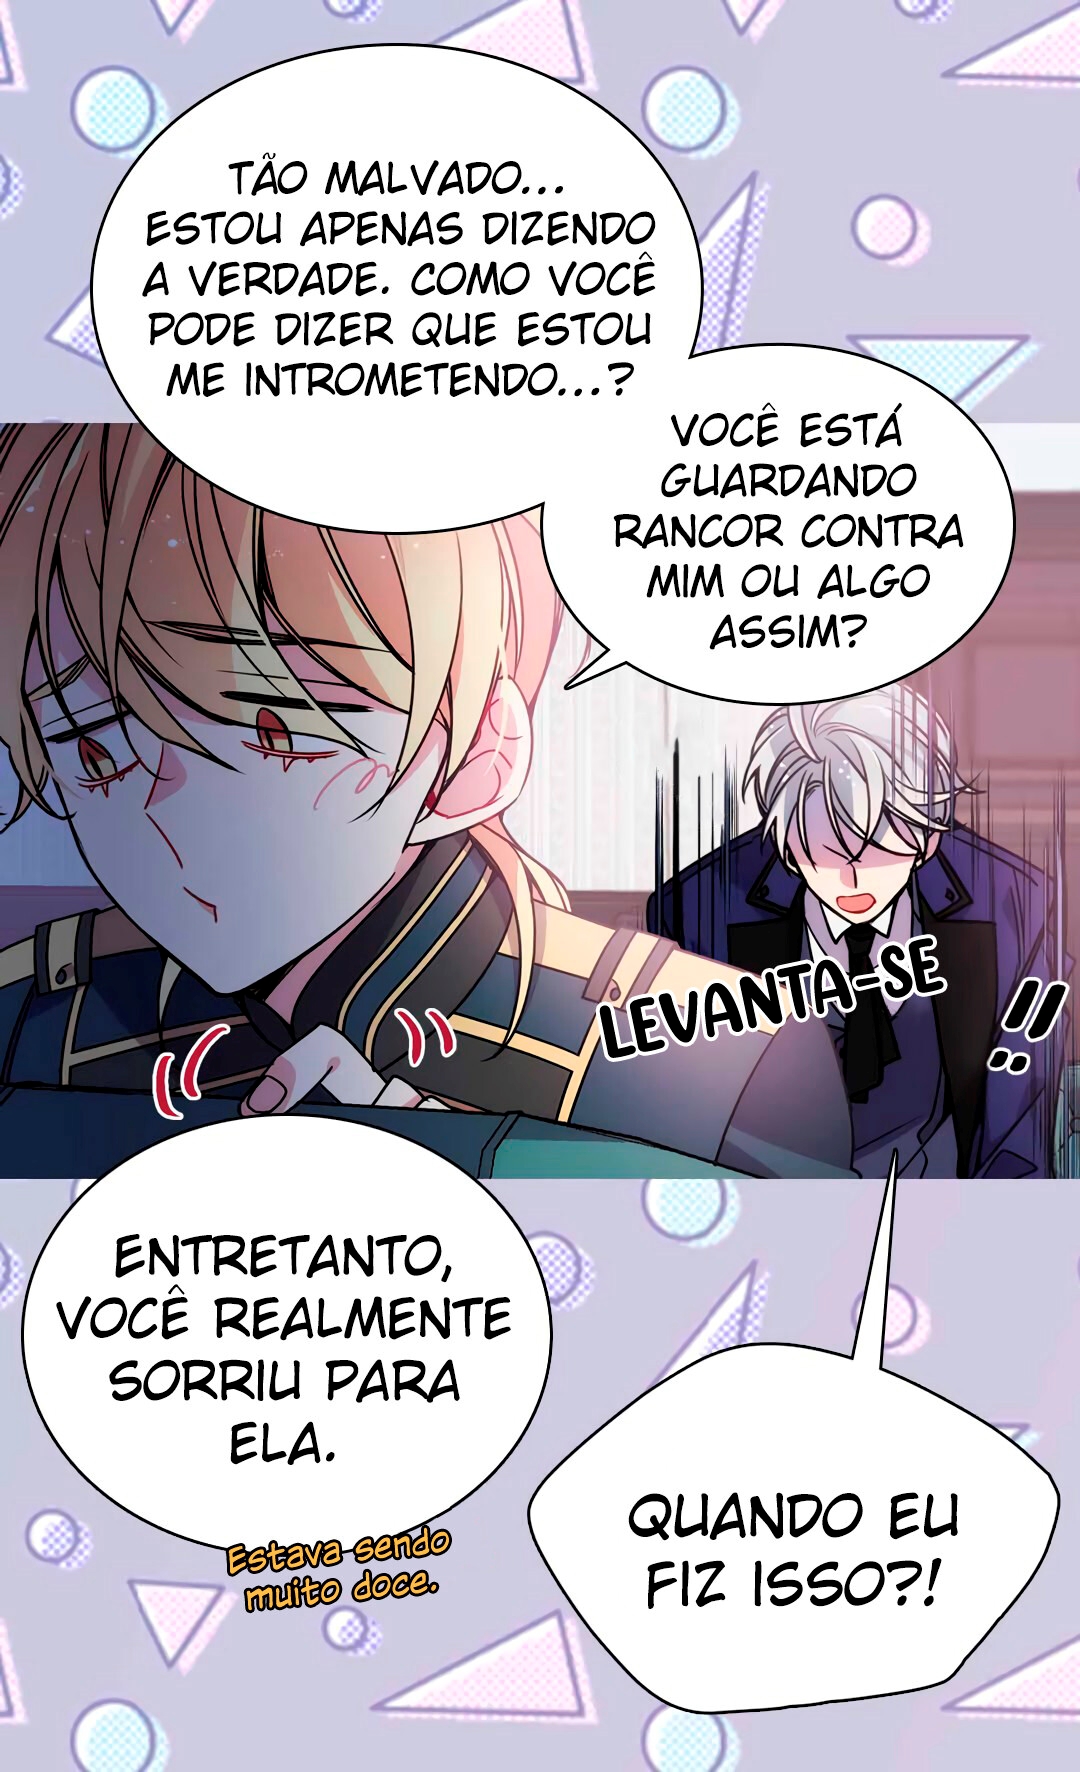 TÃO MALVADO...
ESTOU APENAS DIZENDO
A VERDADE. COMO VOCÊ
PODE DIZER QUE ESTOU
ME INTROMETENDO...?
VOCÊ ESTÁ
GUARDANDO
RANCOR CONTRA
MIM OU ALGO
ASSIM?
LEVANTA-SE
!!
ENTRETANTO,
VOCÊ REALMENTE
SORRIU PARA
ELA.
Estava sendo
muito doce.
QUANDO EU
FIZ ISSO?!